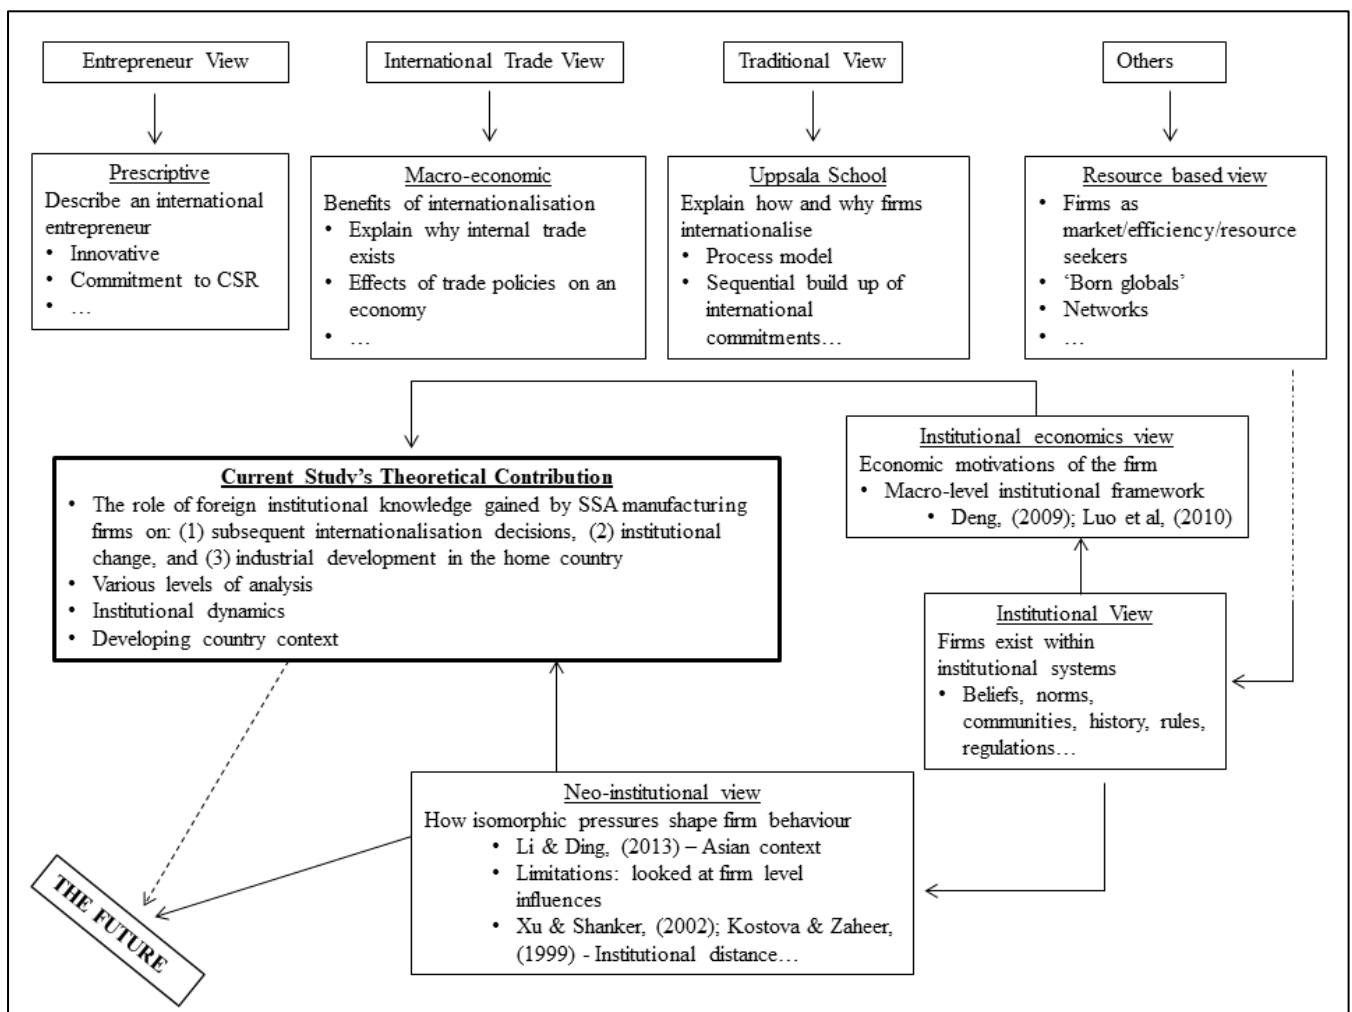 Entrepreneur View
International Trade View
Traditional View
Others
Prescriptive
Describe an international
entrepreneur
• Innovative
• Commitment to CSR
• …
Macro-economic
Benefits of internationalisation
• Explain why internal trade
exists
• Effects of trade policies on an
economy
• …
Uppsala School
Explain how and why firms
internationalise
• Process model
• Sequential build up of
international
commitments…
Resource based view
• Firms as
market/efficiency/resource
seekers
• ‘Born globals’
• Networks
• …
Institutional economics view
Economic motivations of the firm
• Macro-level institutional framework
• Deng, (2009); Luo et al, (2010)
Current Study’s Theoretical Contribution
• The role of foreign institutional knowledge gained by SSA manufacturing
firms on: (1) subsequent internationalisation decisions, (2) institutional
change, and (3) industrial development in the home country
• Various levels of analysis
• Institutional dynamics
• Developing country context
Institutional View
Firms exist within
institutional systems
• Beliefs, norms,
communities, history, rules,
regulations…
Neo-institutional view
How isomorphic pressures shape firm behaviour
• Li & Ding, (2013) – Asian context
• Limitations: looked at firm level
influences
• Xu & Shanker, (2002); Kostova & Zaheer,
(1999) - Institutional distance…
THE FUTURE